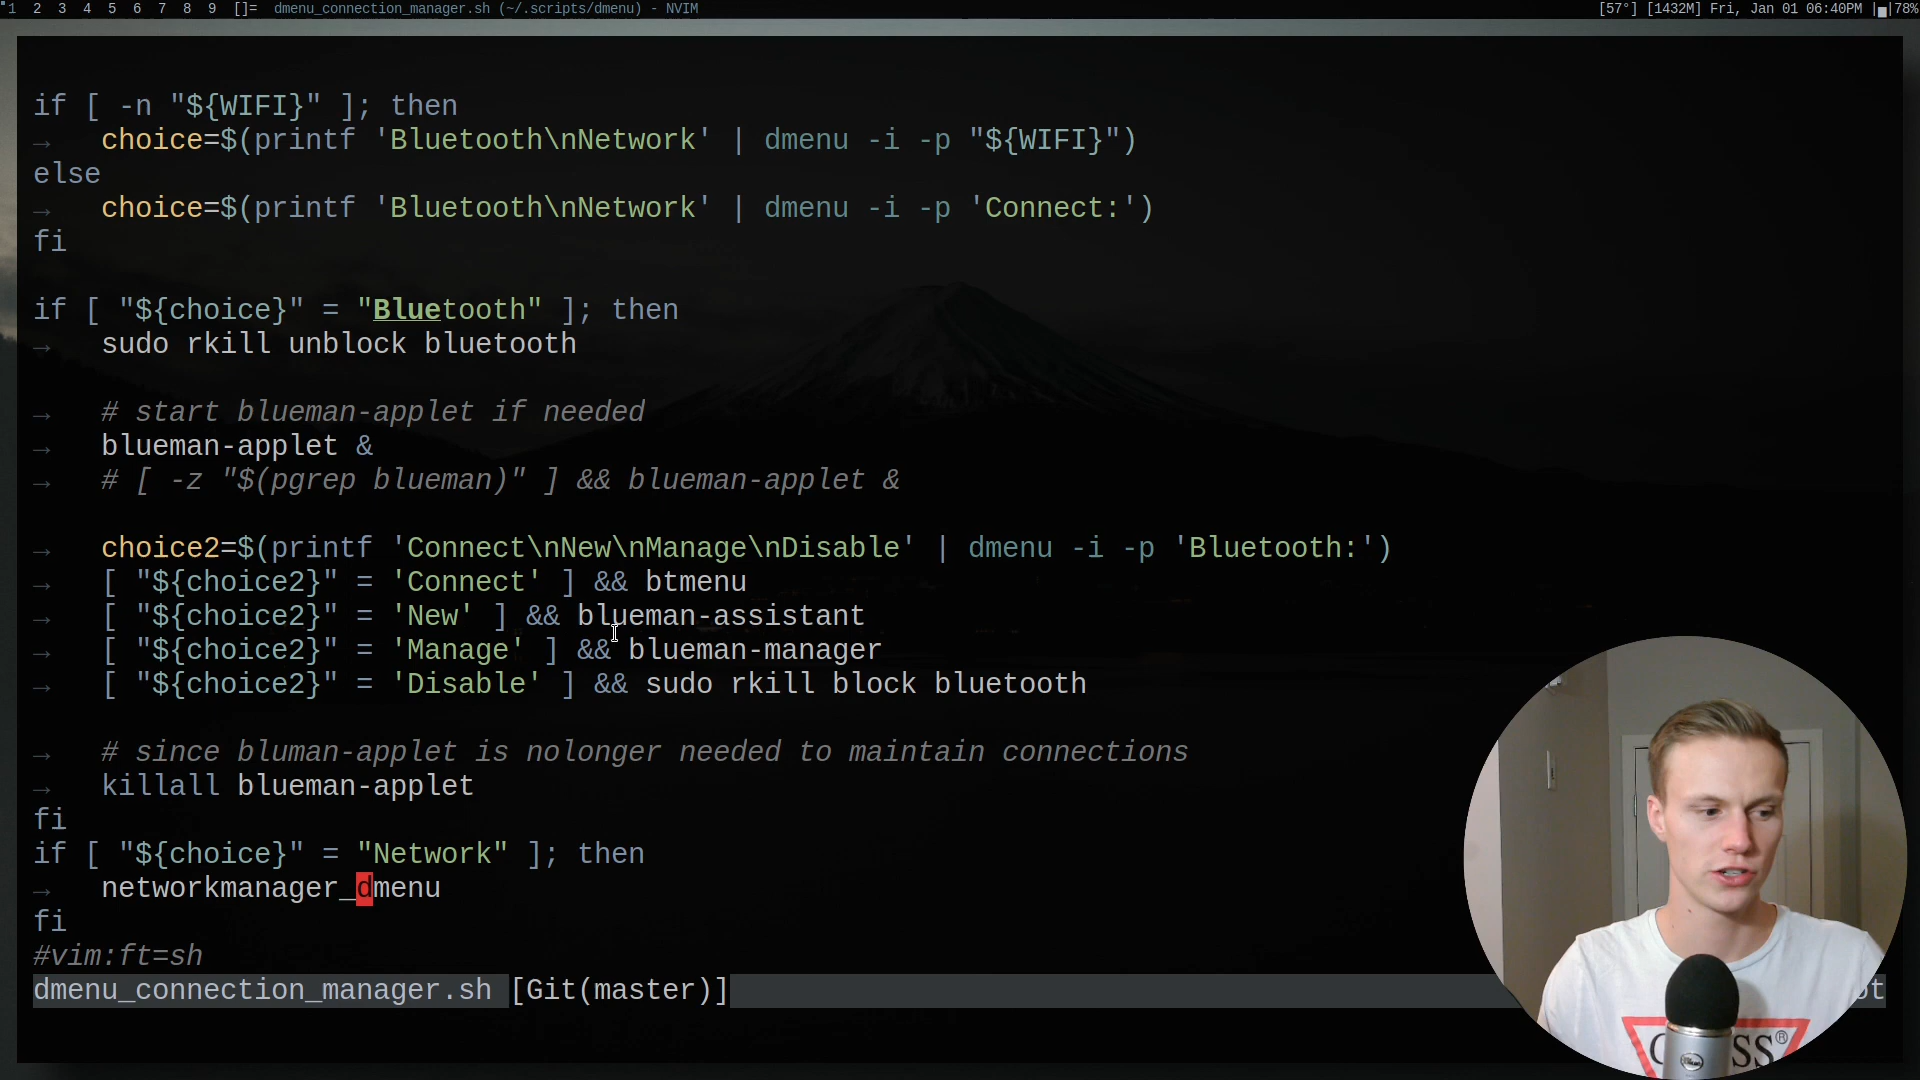 1 2 3 4 5 6 7 8 9 []= dmenu_connection_manager.sh (~/.scripts/dmenu) - NVIM [57°] [1432M] Fri, Jan 01 06:40PM | |78%
if [ -n "${WIFI}" ]; then
→ choice=$(printf 'Bluetooth\nNetwork' | dmenu -i -p "${WIFI}")
else
→ choice=$(printf 'Bluetooth\nNetwork' | dmenu -i -p 'Connect:')
fi
if [ "${choice}" = "Bluetooth" ]; then
→ sudo rkill unblock bluetooth
→ # start blueman-applet if needed
→ blueman-applet &
→ # [ -z "$(pgrep blueman)" ] && blueman-applet &
→ choice2=$(printf 'Connect\nNew\nManage\nDisable' | dmenu -i -p 'Bluetooth:')
→ [ "${choice2}" = 'Connect' ] && btmenu
→ [ "${choice2}" = 'New' ] && blueman-assistant
→ [ "${choice2}" = 'Manage' ] && blueman-manager
→ [ "${choice2}" = 'Disable' ] && sudo rkill block bluetooth
→ # since bluman-applet is nolonger needed to maintain connections
→ killall blueman-applet
fi
if [ "${choice}" = "Network" ]; then
→ networkmanager_dmenu
fi
#vim:ft=sh
dmenu_connection_manager.sh [Git(master)]